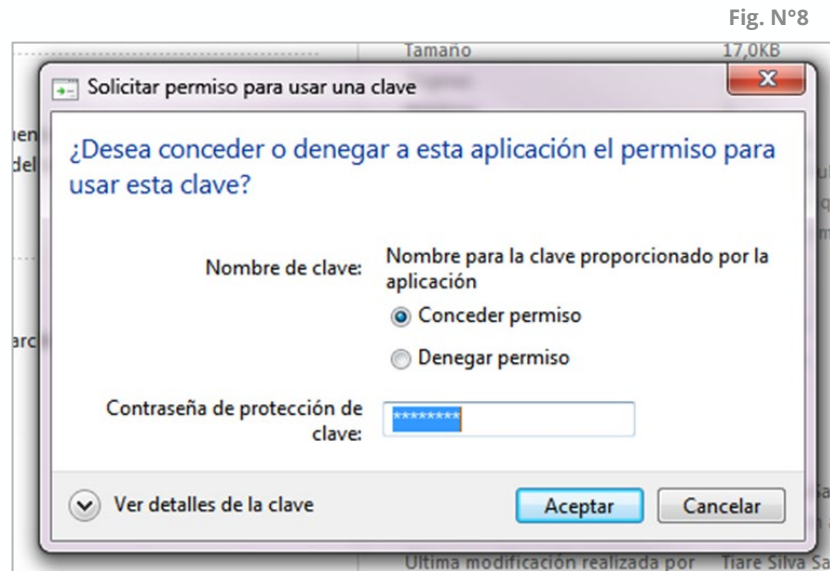 Fig. N°8
Tamaño 17,0KB
Solicitar permiso para usar una clave
¿Desea conceder o denegar a esta aplicación el permiso para
usar esta clave?
Nombre de clave:
Nombre para la clave proporcionado por la
aplicación
Conceder permiso
Denegar permiso
Contraseña de protección de
clave:
********
Ver detalles de la clave
Aceptar
Cancelar
Última modificación realizada por Tiare Silva Sa